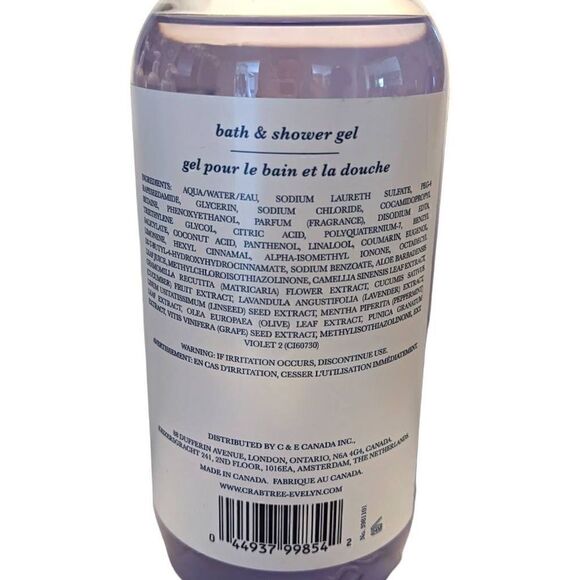 bath & shower gel
gel pour le bain et la douche
INGREDIENTS: AQUA/WATER/EAU, SODIUM LAURETH SULFATE, PEG-4
RAPESEEDAMIDE, GLYCERIN, SODIUM CHLORIDE, COCAMIDOPROPYL
BETAINE, PHENOXYETHANOL, PARFUM (FRAGRANCE), DISODIUM EDTA,
TRIETHYLENE GLYCOL, CITRIC ACID, POLYQUATERNIUM-7, BENZYL
SALICYLATE, COCONUT ACID, PANTHENOL, LINALOOL, COUMARIN, EUGENOL,
LIMONENE, HEXYL CINNAMAL, ALPHA-ISOMETHYL IONONE, OCTADECYL
DI-T-BUTYL-4-HYDROXYHYDROCINNAMATE, SODIUM BENZOATE, ALOE BARBADENSIS
LEAF JUICE, METHYLCHLOROISOTHIAZOLINONE, CAMELLIA SINENSIS LEAF EXTRACT,
CHAMOMILLA RECUTITA (MATRICARIA) FLOWER EXTRACT, CUCUMIS SATIVUS
(CUCUMBER) FRUIT EXTRACT, LAVANDULA ANGUSTIFOLIA (LAVENDER) EXTRACT,
LINUM USITATISSIMUM (LINSEED) SEED EXTRACT, MENTHA PIPERITA (PEPPERMINT)
LEAF EXTRACT, OLEA EUROPAEA (OLIVE) LEAF EXTRACT, PUNICA GRANATUM
EXTRACT, VITIS VINIFERA (GRAPE) SEED EXTRACT, METHYLISOTHIAZOLINONE, EXT.
VIOLET 2 (CI60730)
WARNING: IF IRRITATION OCCURS, DISCONTINUE USE.
AVERTISSEMENT: EN CAS D'IRRITATION, CESSER L'UTILISATION IMMÉDIATEMENT.
DISTRIBUTED BY C & E CANADA INC.,
88 DUFFERIN AVENUE, LONDON, ONTARIO, N6A 4G4, CANADA.
KEIZERSGRACHT 241, 2ND FLOOR, 1016EA, AMSTERDAM, THE NETHERLANDS.
MADE IN CANADA. FABRIQUE AU CANADA.
WWW.CRABTREE-EVELYN.COM
0 44937 99854 2